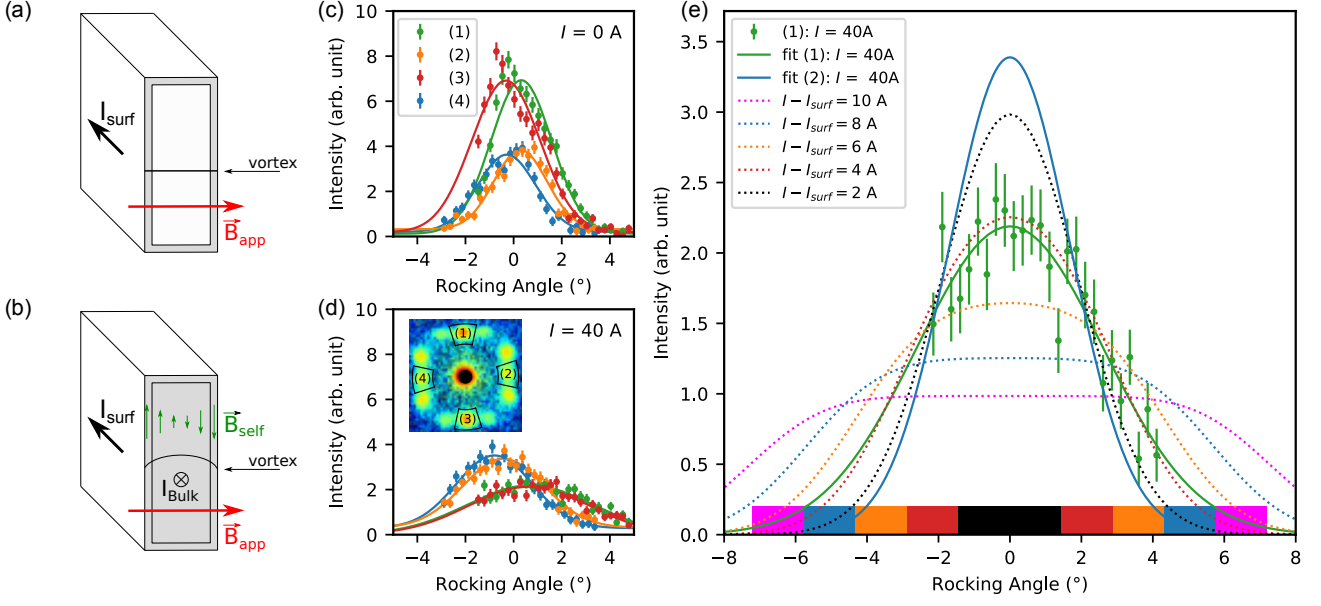 (a)
I_surf
vortex
B_app
(b)
I_surf
B_self
vortex
I_Bulk
B_app
(c)
I = 0 A
(1)
(2)
(3)
(4)
10
8
6
4
2
0
Intensity (arb. unit)
−4 −2 0 2 4
Rocking Angle (°)
(d)
I = 40 A
(1)
(2)
(3)
(4)
10
8
6
4
2
0
Intensity (arb. unit)
−4 −2 0 2 4
Rocking Angle (°)
(e)
(1): I = 40A
fit (1): I = 40A
fit (2): I = 40A
I − I_surf = 10 A
I − I_surf = 8 A
I − I_surf = 6 A
I − I_surf = 4 A
I − I_surf = 2 A
3.5
3.0
2.5
2.0
1.5
1.0
0.5
0.0
Intensity (arb. unit)
−8 −6 −4 −2 0 2 4 6 8
Rocking Angle (°)